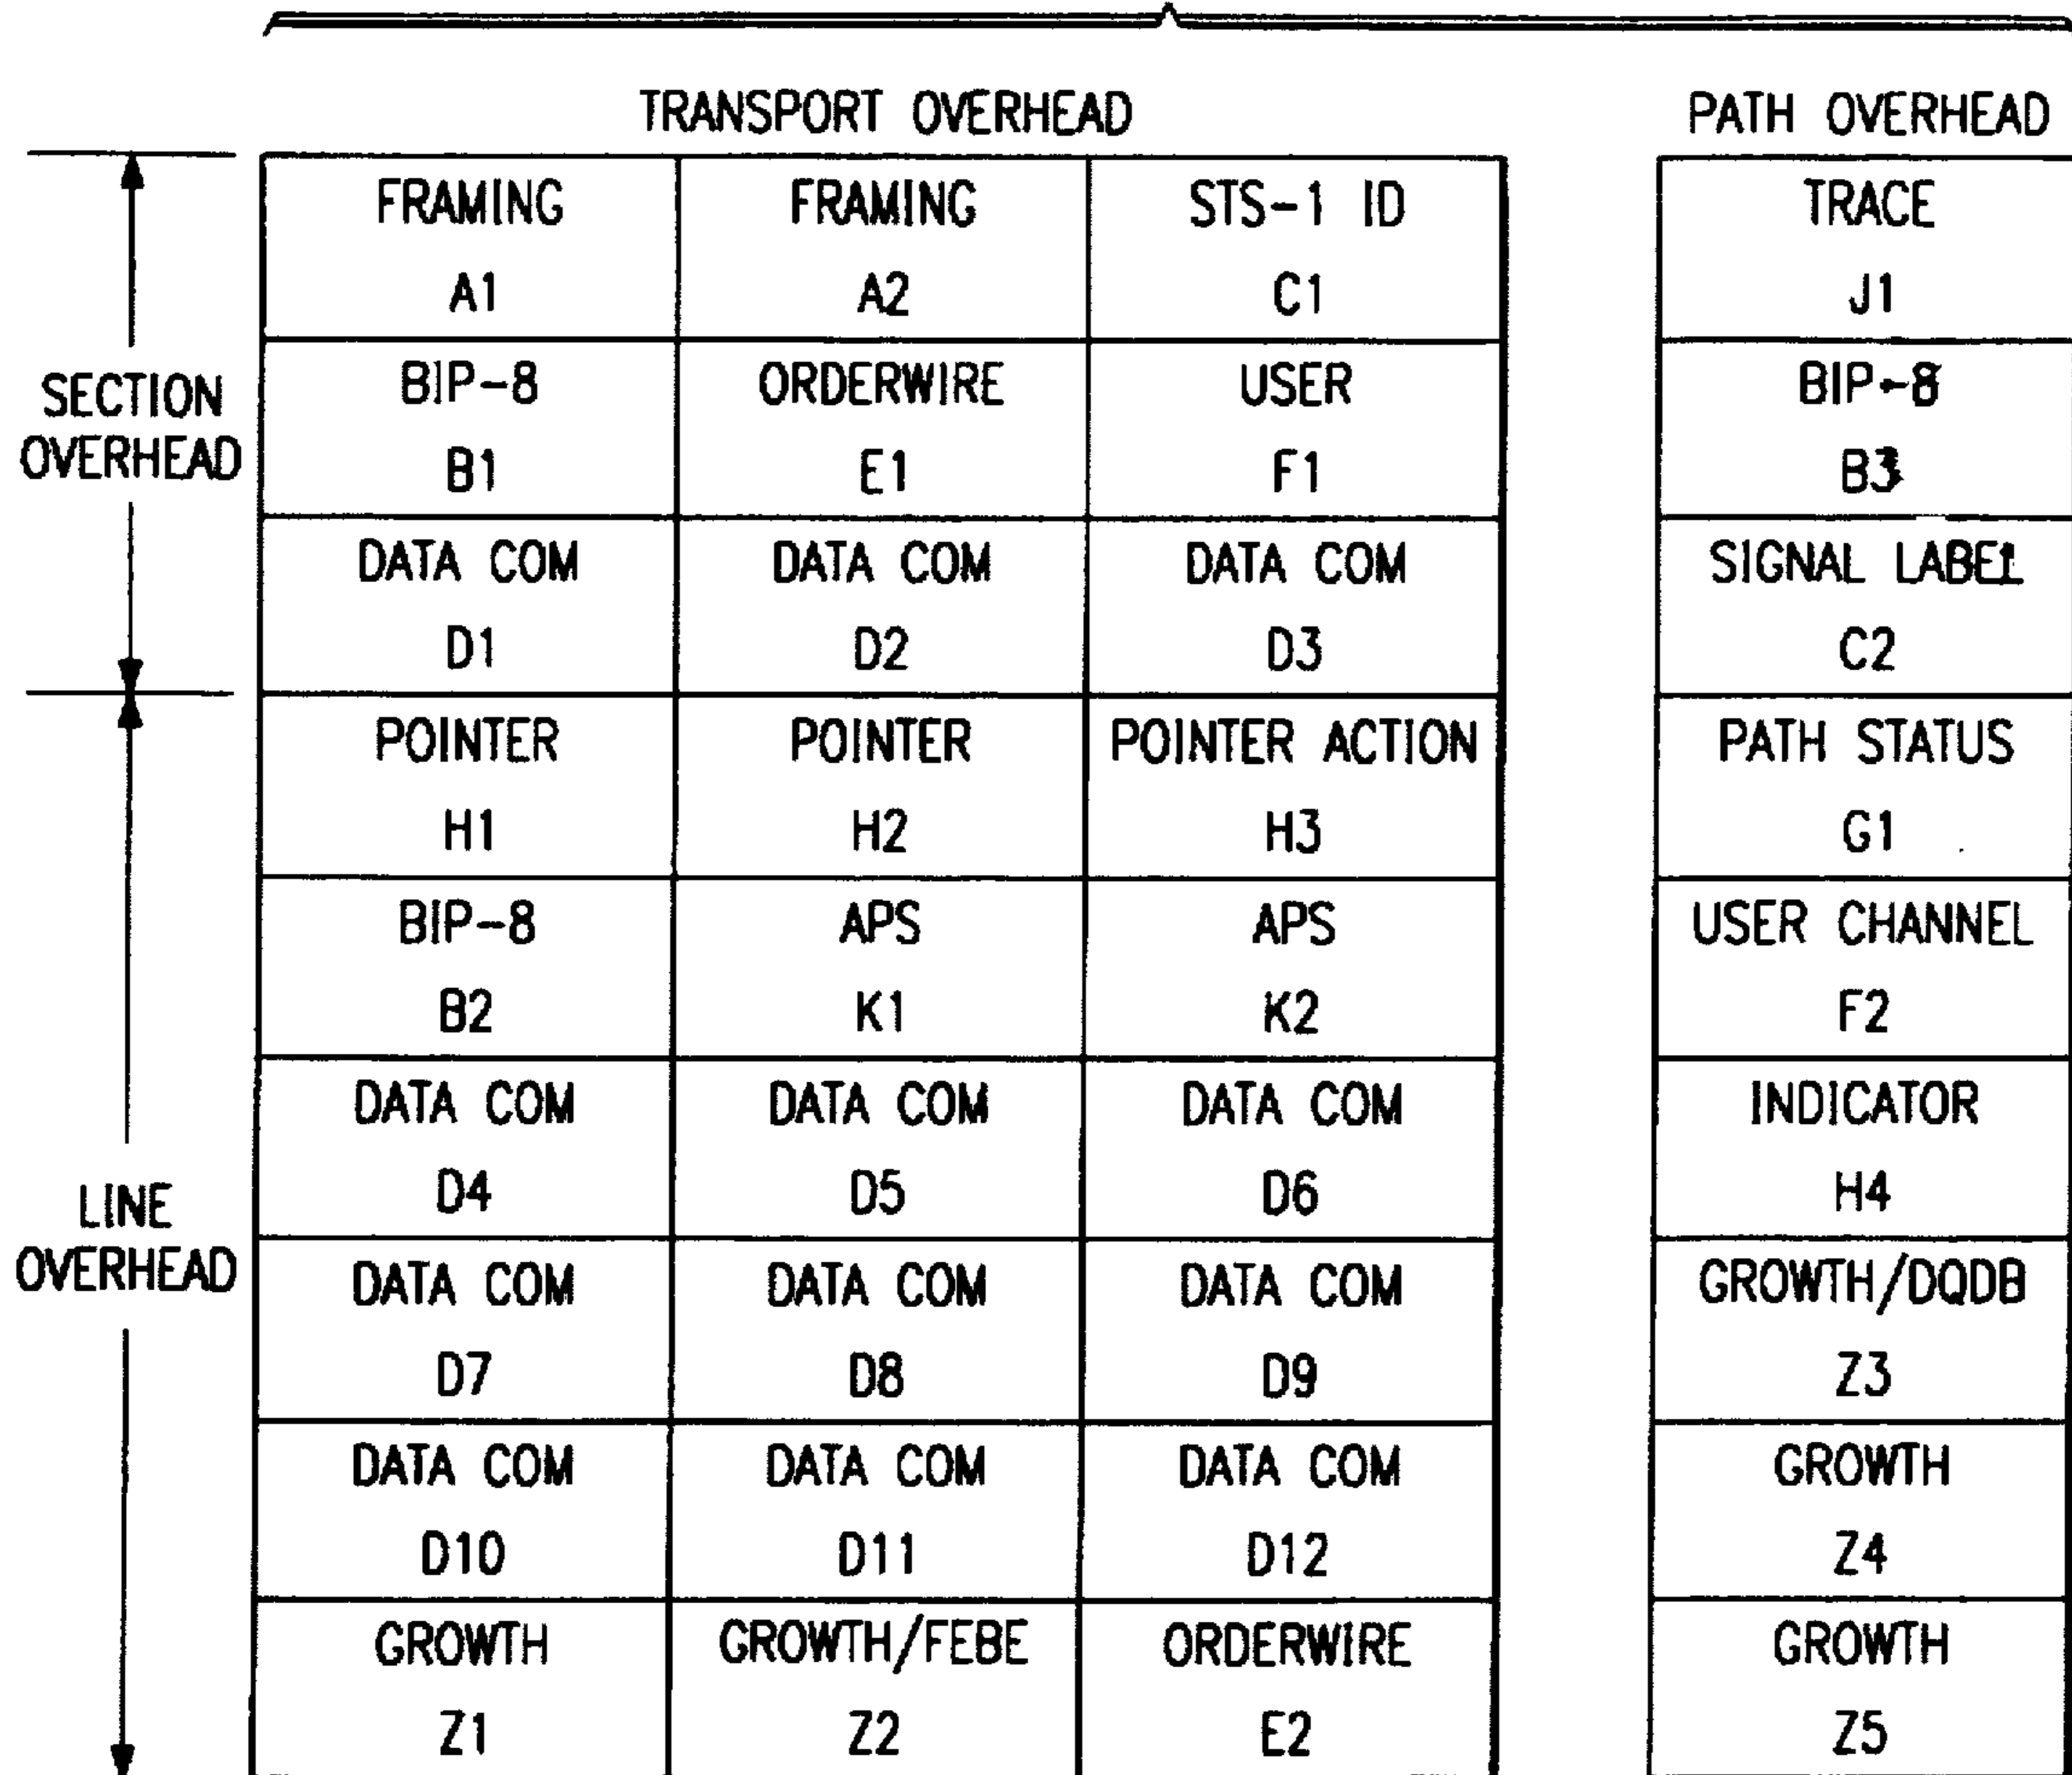 TRANSPORT OVERHEAD PATH OVERHEAD
FRAMING FRAMING STS-1 ID TRACE
A1 A2 C1 J1
SECTION
OVERHEAD
BIP-8 ORDERWIRE USER BIP-8
B1 E1 F1 B3
DATA COM DATA COM DATA COM SIGNAL LABEL
D1 D2 D3 C2
POINTER POINTER POINTER ACTION PATH STATUS
H1 H2 H3 G1
BIP-8 APS APS USER CHANNEL
B2 K1 K2 F2
DATA COM DATA COM DATA COM INDICATOR
D4 D5 D6 H4
LINE
OVERHEAD
DATA COM DATA COM DATA COM GROWTH/DQDB
D7 D8 D9 Z3
DATA COM DATA COM DATA COM GROWTH
D10 D11 D12 Z4
GROWTH GROWTH/FEBE ORDERWIRE GROWTH
Z1 Z2 E2 Z5